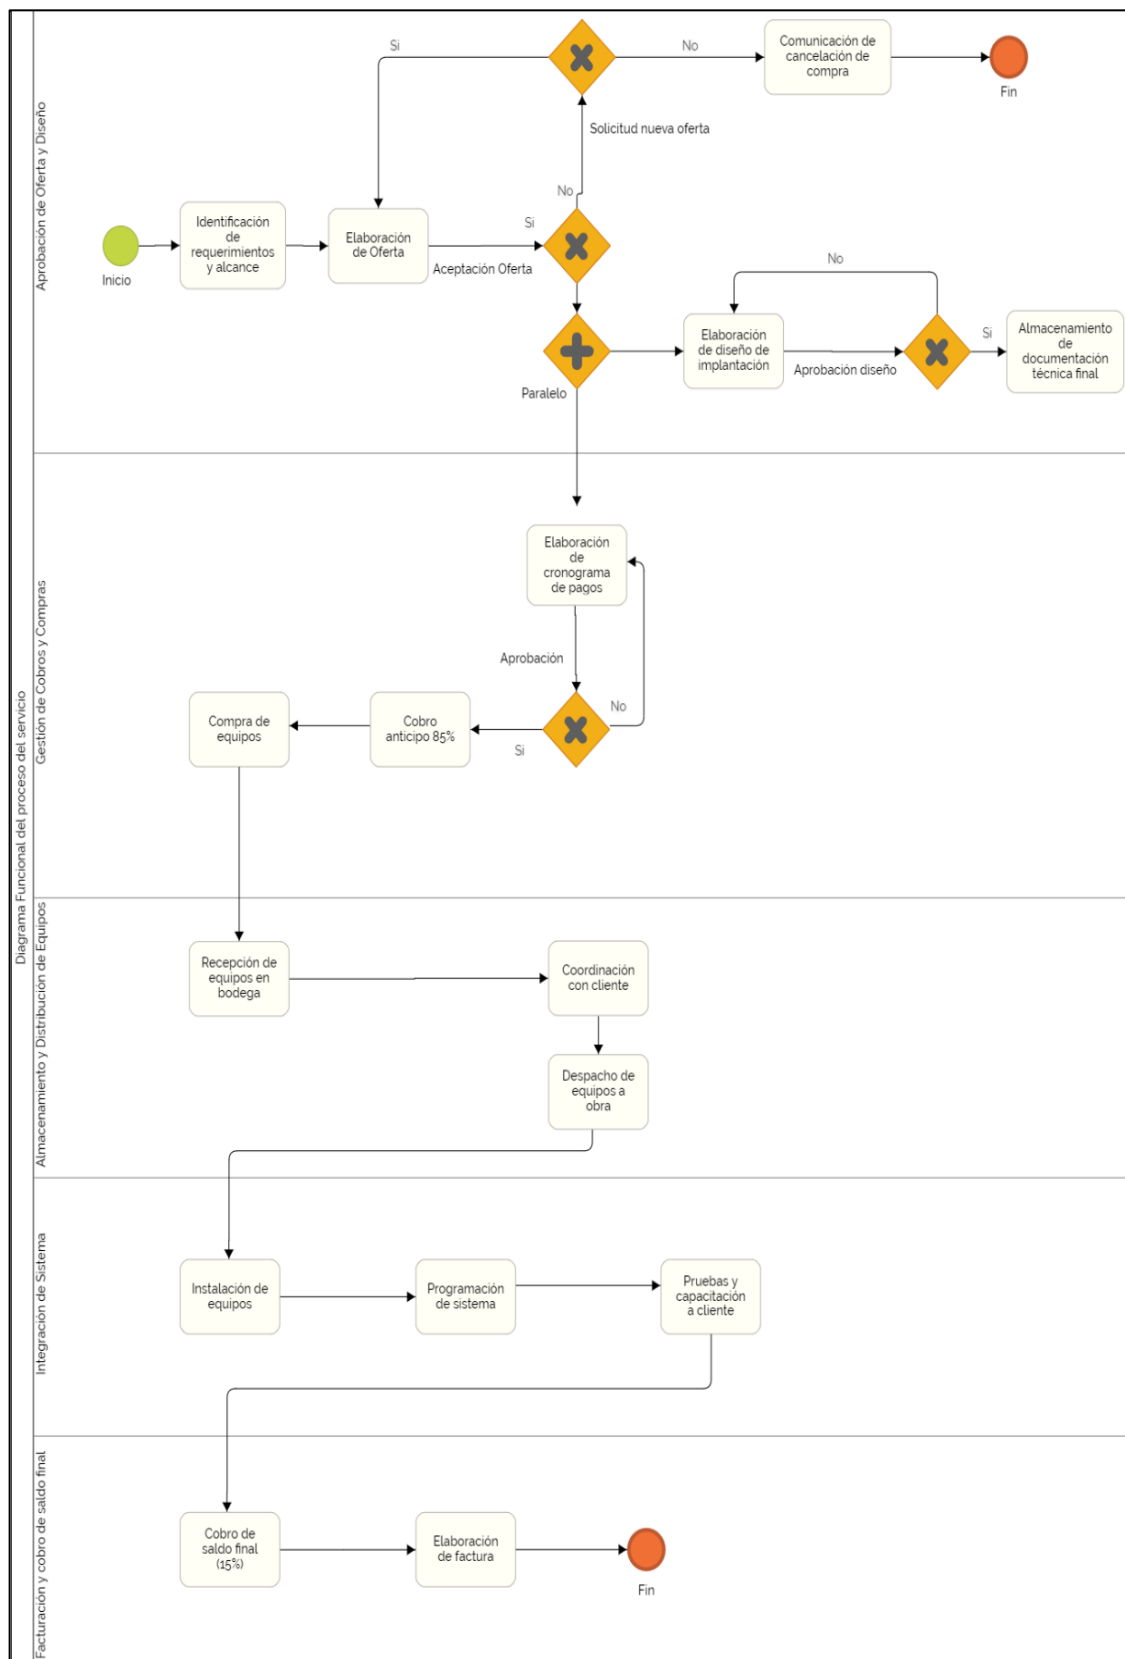 Diagrama Funcional del proceso del servicio
Aprobación de Oferta y Diseño
Si
No
Comunicación de
cancelación de
compra
Fin
Solicitud nueva oferta
No
Inicio
Identificación
de
requerimientos
y alcance
Elaboración
de Oferta
Si
Aceptación Oferta
No
Paralelo
Elaboración
de diseño de
implantación
Aprobación diseño
Si
Almacenamiento
de
documentación
técnica final
Gestión de Cobros y Compras
Elaboración
de
cronograma
de pagos
Aprobación
No
Si
Cobro
anticipo 85%
Compra de
equipos
Almacenamiento y Distribución de Equipos
Recepción de
equipos en
bodega
Coordinación
con cliente
Despacho de
equipos a
obra
Integración de Sistema
Instalación de
equipos
Programación
de sistema
Pruebas y
capacitación
a cliente
Facturación y cobro de saldo final
Cobro de
saldo final
(15%)
Elaboración
de factura
Fin